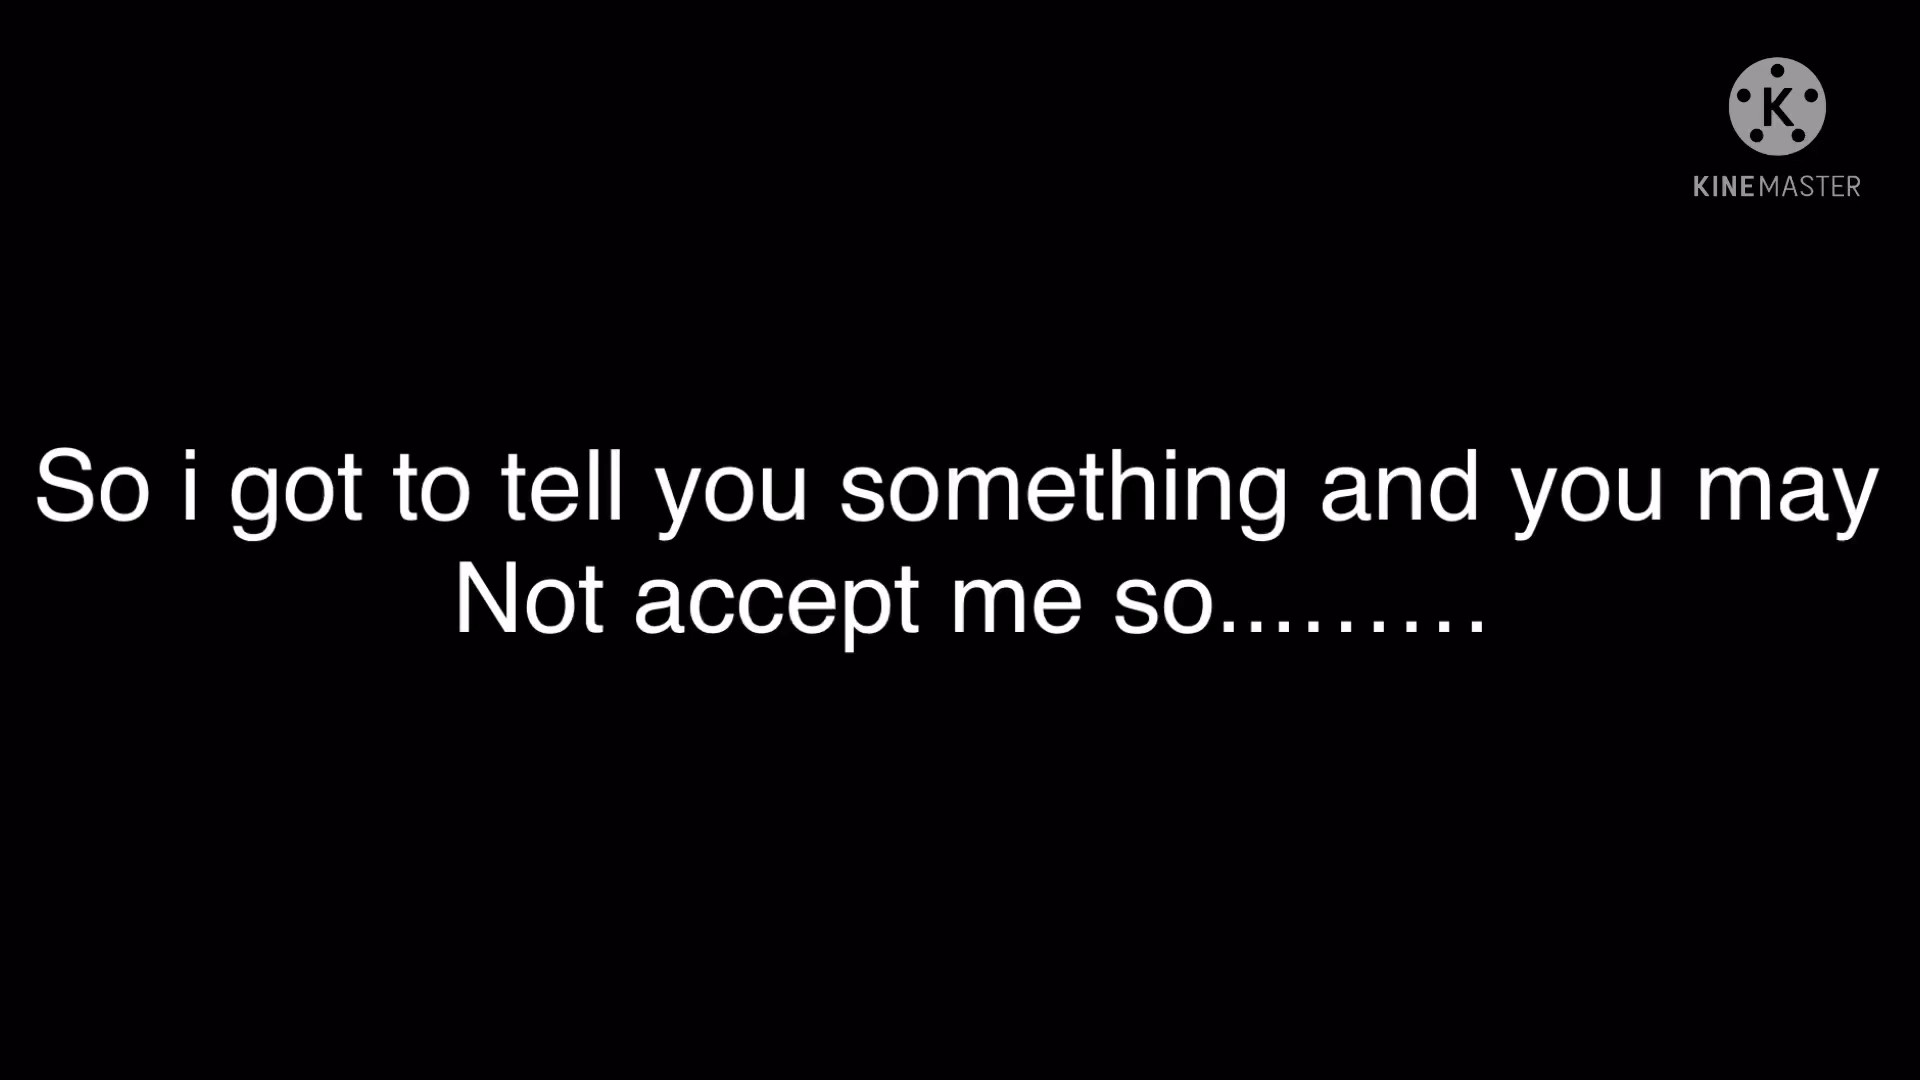 K
KINEMASTER
So i got to tell you something and you may
Not accept me so.........